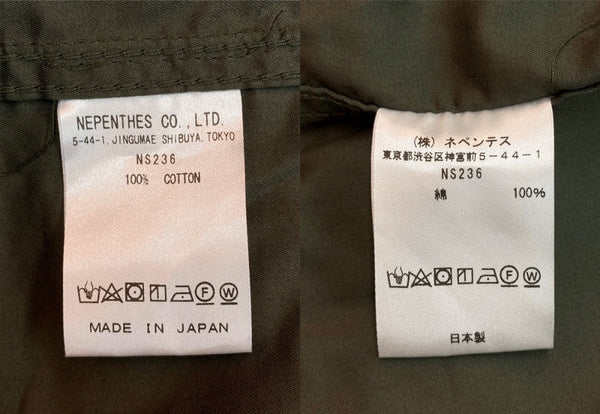 NEPENTHES CO.,LTD.
5-44-1, JINGUMAE SHIBUYA, TOKYO
NS236
100% COTTON
F W
MADE IN JAPAN
(株) ネペンテス
東京都渋谷区神宮前5-44-1
NS236
綿 100%
F W
日本製